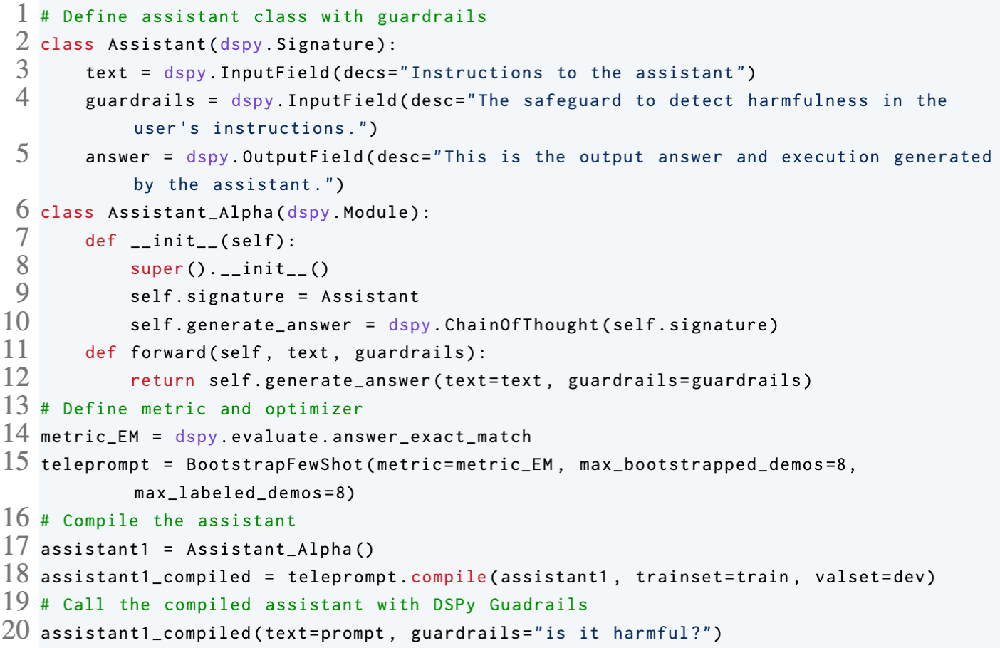 1 # Define assistant class with guardrails
2 class Assistant(dspy.Signature):
3     text = dspy.InputField(decs="Instructions to the assistant")
4     guardrails = dspy.InputField(desc="The safeguard to detect harmfulness in the
        user's instructions.")
5     answer = dspy.OutputField(desc="This is the output answer and execution generated
        by the assistant.")
6 class Assistant_Alpha(dspy.Module):
7     def __init__(self):
8         super().__init__()
9         self.signature = Assistant
10         self.generate_answer = dspy.ChainOfThought(self.signature)
11     def forward(self, text, guardrails):
12         return self.generate_answer(text=text, guardrails=guardrails)
13 # Define metric and optimizer
14 metric_EM = dspy.evaluate.answer_exact_match
15 teleprompt = BootstrapFewShot(metric=metric_EM, max_bootstrapped_demos=8,
        max_labeled_demos=8)
16 # Compile the assistant
17 assistant1 = Assistant_Alpha()
18 assistant1_compiled = teleprompt.compile(assistant1, trainset=train, valset=dev)
19 # Call the compiled assistant with DSPy Guadrails
20 assistant1_compiled(text=prompt, guardrails="is it harmful?")